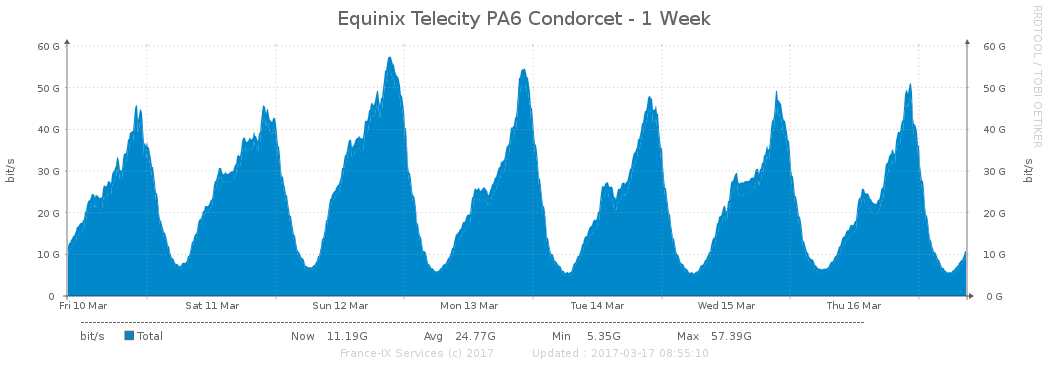 Equinix Telecity PA6 Condorcet - 1 Week
RRDTOOL / TOBI OETIKER
60 G 60 G
50 G 50 G
40 G 40 G
30 G 30 G
20 G 20 G
10 G 10 G
0 0 G
bit/s
bit/s
Fri 10 Mar Sat 11 Mar Sun 12 Mar Mon 13 Mar Tue 14 Mar Wed 15 Mar Thu 16 Mar
bit/s Total Now 11.19G Avg 24.77G Min 5.35G Max 57.39G
France-IX Services (c) 2017 Updated : 2017-03-17 08:55:10